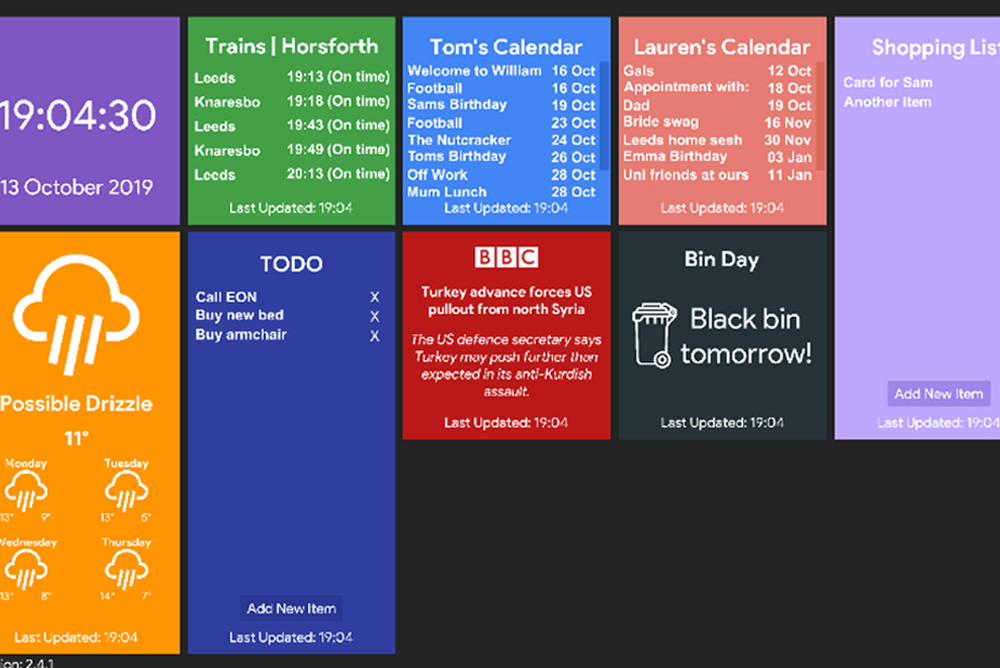 19:04:30
13 October 2019
Trains | Horsforth
Leeds 19:13 (On time)
Knaresbo 19:18 (On time)
Leeds 19:43 (On time)
Knaresbo 19:49 (On time)
Leeds 20:13 (On time)
Last Updated: 19:04
Tom's Calendar
Welcome to William 16 Oct
Football 16 Oct
Sams Birthday 19 Oct
Football 23 Oct
The Nutcracker 24 Oct
Toms Birthday 26 Oct
Off Work 28 Oct
Mum Lunch 28 Oct
Last Updated: 19:04
Lauren's Calendar
Gals 12 Oct
Appointment with: 18 Oct
Dad 19 Oct
Bride swag 16 Nov
Leeds home sesh 30 Nov
Emma Birthday 03 Jan
Uni friends at ours 11 Jan
Last Updated: 19:04
Shopping List
Card for Sam
Another Item
Add New Item
Last Updated: 19:04
Possible Drizzle
11°
Monday Tuesday
13° 9° 13° 5°
Wednesday Thursday
13° 8° 14° 7°
Last Updated: 19:04
TODO
Call EON X
Buy new bed X
Buy armchair X
Add New Item
Last Updated: 19:04
BBC
Turkey advance forces US
pullout from north Syria
The US defence secretary says
Turkey may push further than
expected in its anti-Kurdish
assault.
Last Updated: 19:04
Bin Day
Black bin
tomorrow!
Last Updated: 19:04
ion: 2.4.1